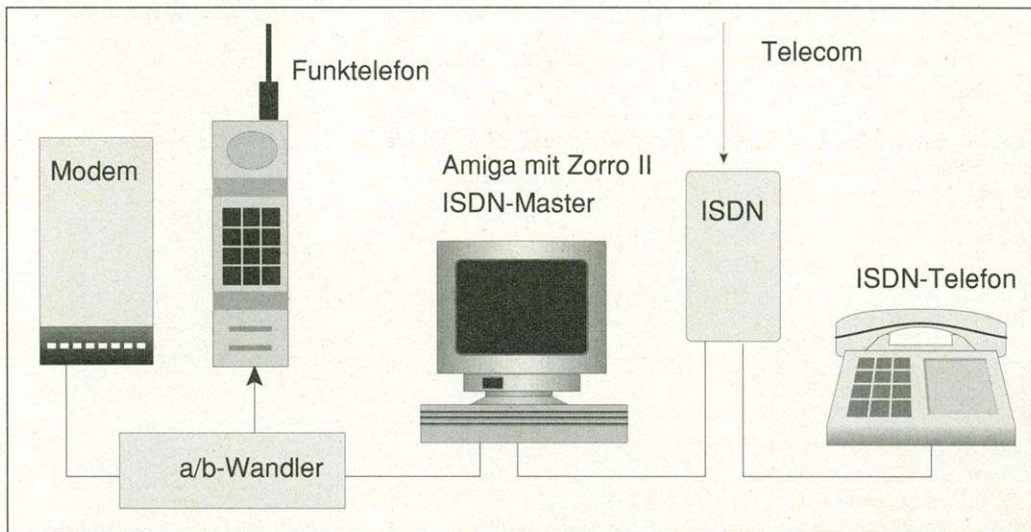 Funktelefon
Telecom
Modem
Amiga mit Zorro II
ISDN-Master
ISDN
ISDN-Telefon
a/b-Wandler